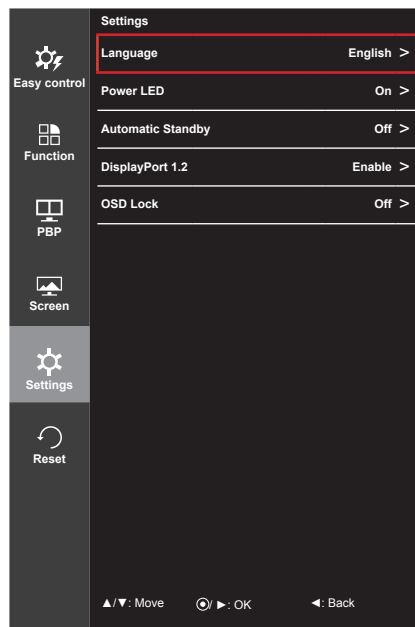 Settings
Language English >
Power LED On >
Automatic Standby Off >
DisplayPort 1.2 Enable >
OSD Lock Off >
Easy control
Function
PBP
Screen
Settings
Reset
▲/▼: Move ⦿/ ►: OK ◄: Back